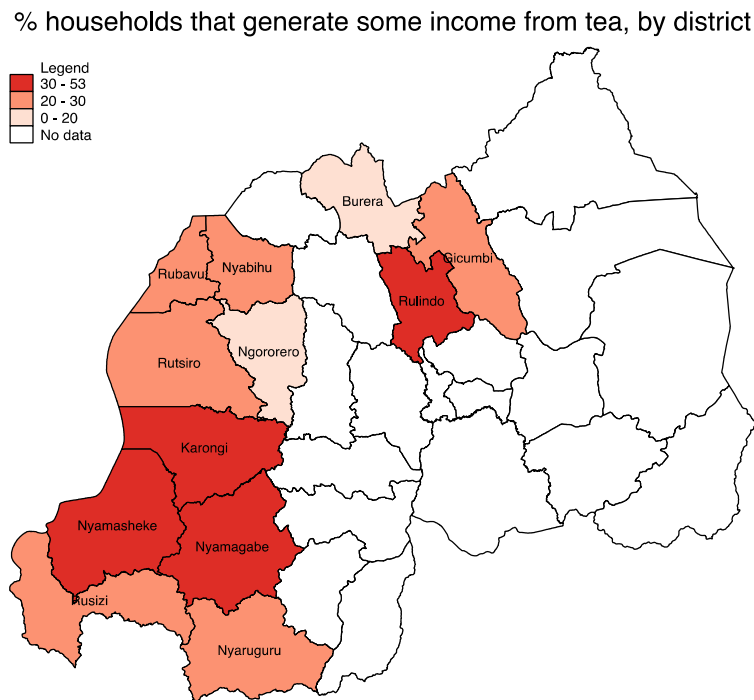 % households that generate some income from tea, by district
Legend
30 - 53
20 - 30
0 - 20
No data
Burera
Gicumbi
Rubavu
Nyabihu
Rulindo
Ngororero
Rutsiro
Karongi
Nyamasheke
Nyamagabe
Rusizi
Nyaruguru